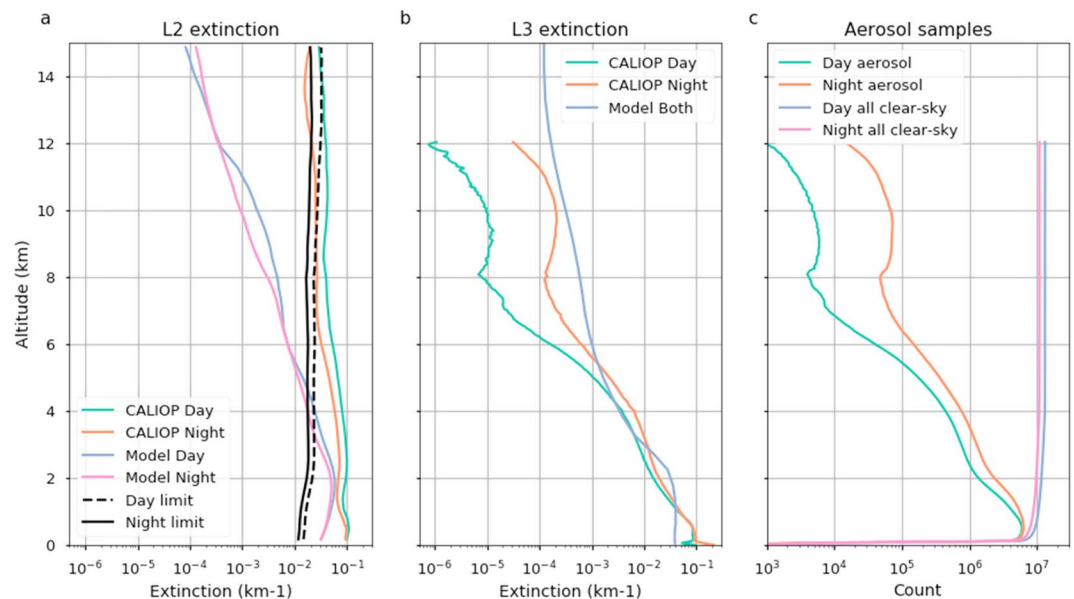 a
L2 extinction
b
L3 extinction
c
Aerosol samples
Altitude (km)
14
12
10
8
6
4
2
0
CALIOP Day
CALIOP Night
Model Day
Model Night
Day limit
Night limit
10⁻⁶ 10⁻⁵ 10⁻⁴ 10⁻³ 10⁻² 10⁻¹
Extinction (km-1)
CALIOP Day
CALIOP Night
Model Both
10⁻⁶ 10⁻⁵ 10⁻⁴ 10⁻³ 10⁻² 10⁻¹
Extinction (km-1)
Day aerosol
Night aerosol
Day all clear-sky
Night all clear-sky
10³ 10⁴ 10⁵ 10⁶ 10⁷
Count